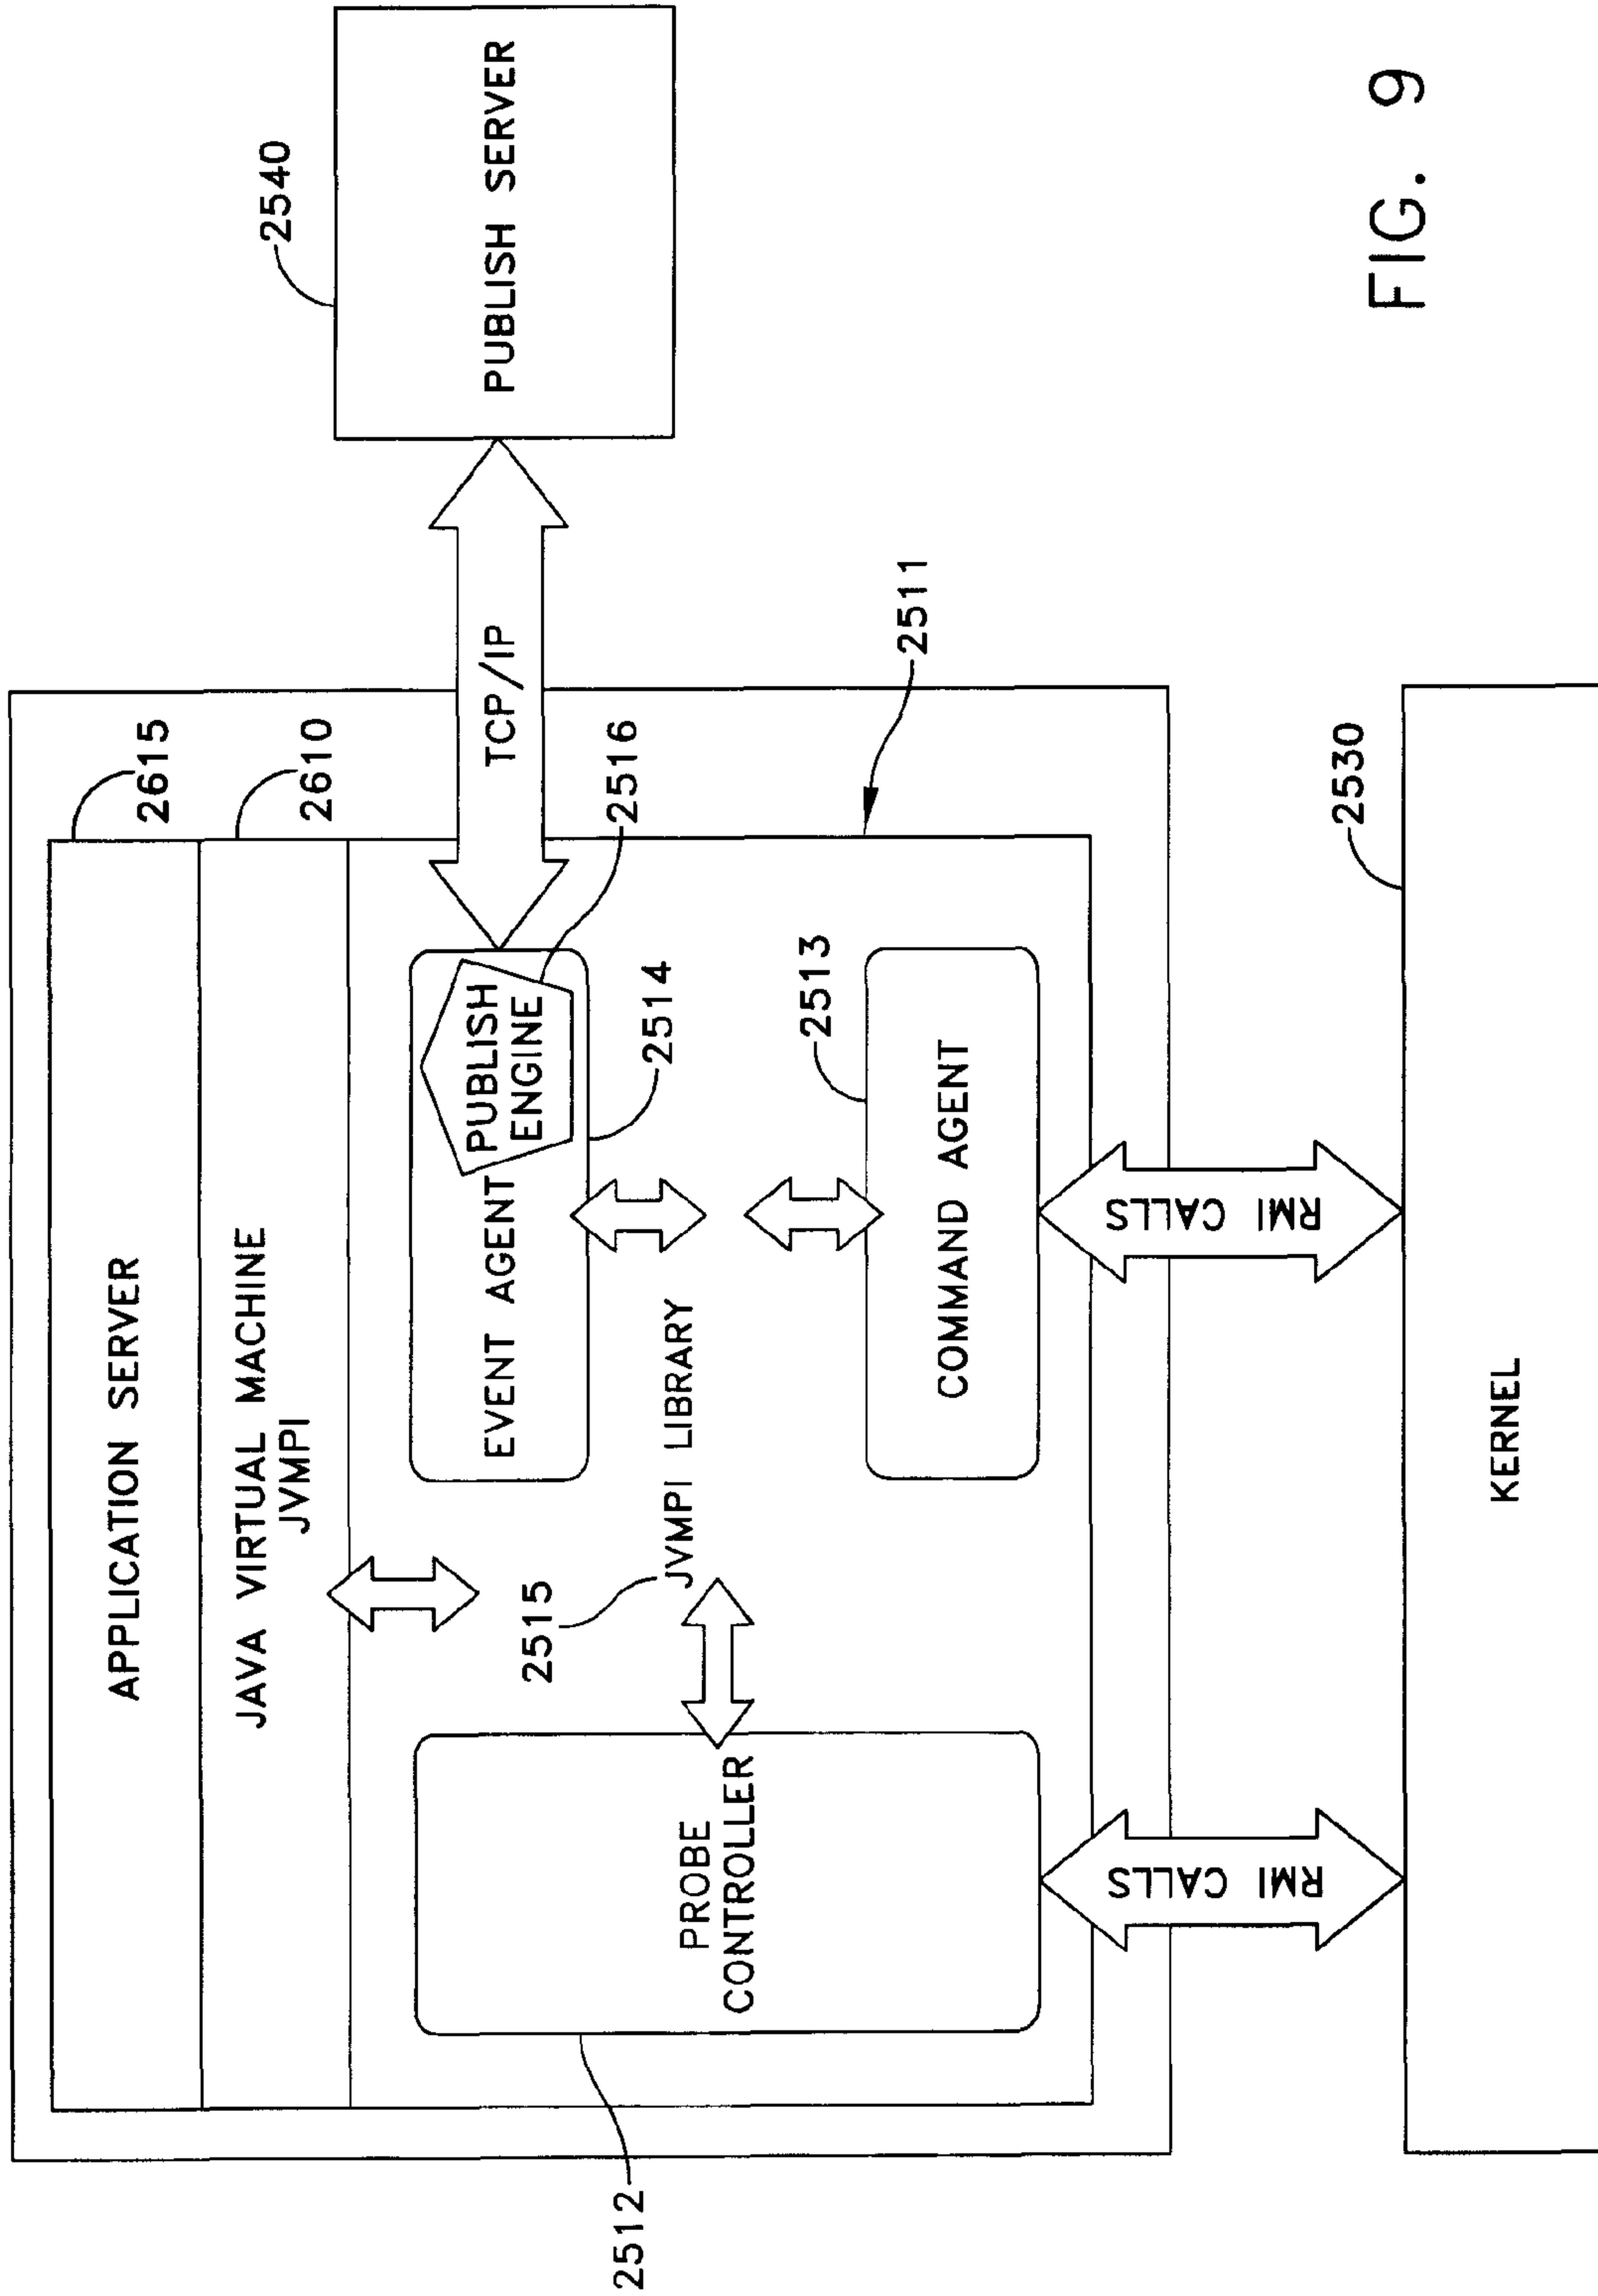 2615
APPLICATION SERVER
2610
JAVA VIRTUAL MACHINE
JVMPI
2540
PUBLISH SERVER
TCP/IP
EVENT AGENT
PUBLISH
ENGINE
2516
2514
2515
JVMPI LIBRARY
2511
PROBE
CONTROLLER
2512
2513
COMMAND AGENT
RMI CALLS
RMI CALLS
2530
KERNEL
FIG. 9